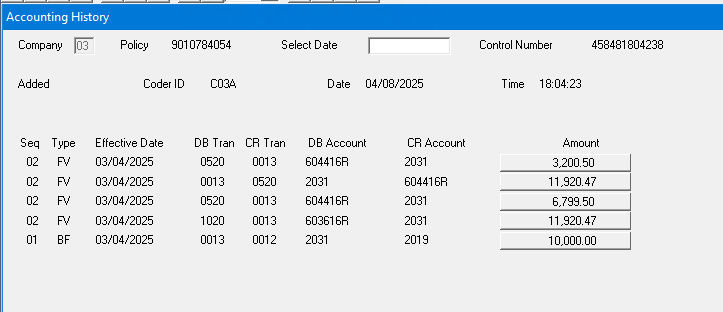 Accounting History
Company 03 Policy 9010784054 Select Date Control Number 458481804238
Added Coder ID C03A Date 04/08/2025 Time 18:04:23
Seq Type Effective Date DB Tran CR Tran DB Account CR Account Amount
02 FV 03/04/2025 0520 0013 604416R 2031 3,200.50
02 FV 03/04/2025 0013 0520 2031 604416R 11,920.47
02 FV 03/04/2025 0520 0013 604416R 2031 6,799.50
02 FV 03/04/2025 1020 0013 603616R 2031 11,920.47
01 BF 03/04/2025 0013 0012 2031 2019 10,000.00